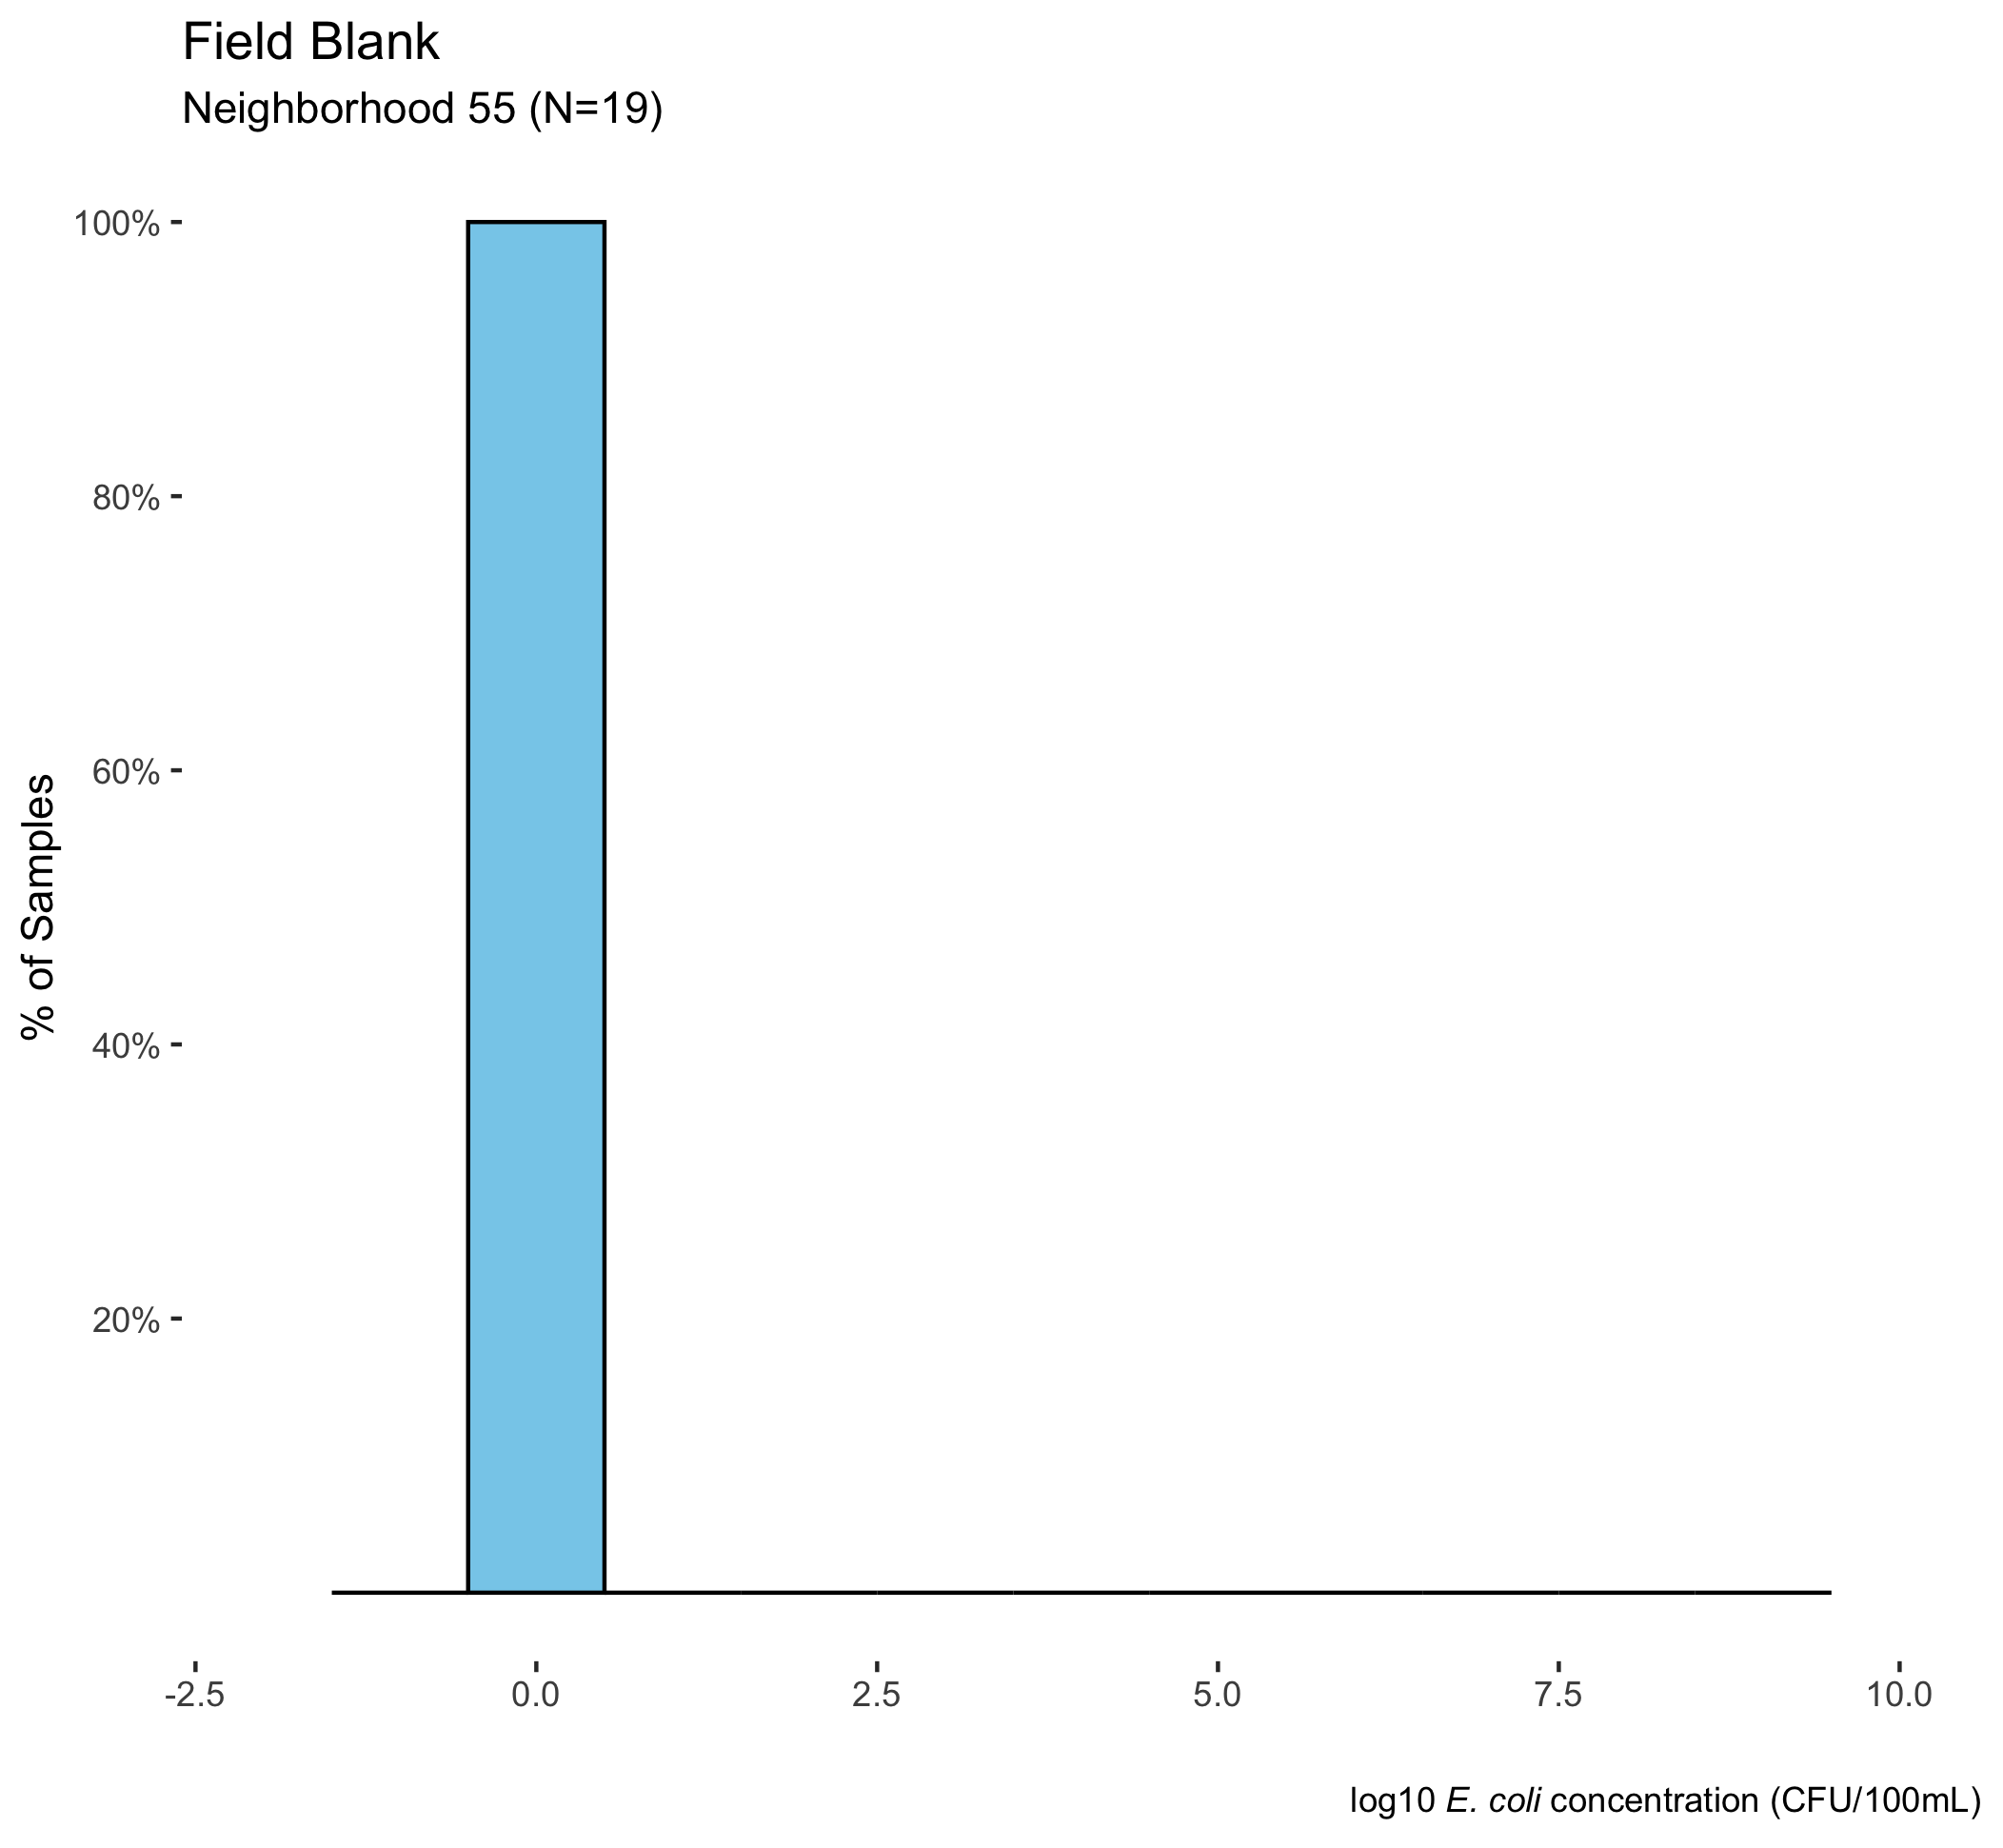 Field Blank
Neighborhood 55 (N=19)
100%
80%
60%
40%
20%
% of Samples
-2.5 0.0 2.5 5.0 7.5 10.0
log10 E. coli concentration (CFU/100mL)